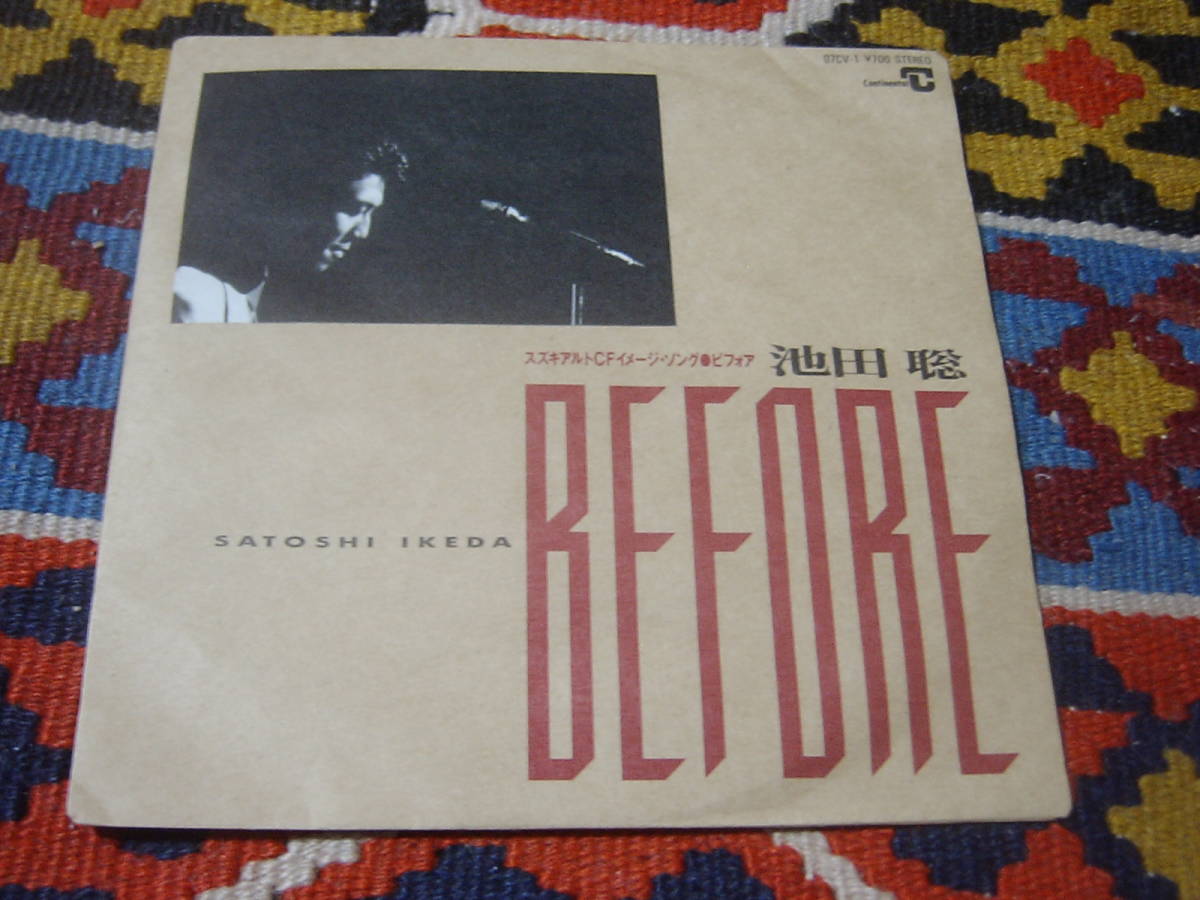 07CV-1 ¥700 STEREO
Continental
スズキアルトCFイメージ・ソング●ビフォア 池田 聡
BEFORE
SATOSHI IKEDA